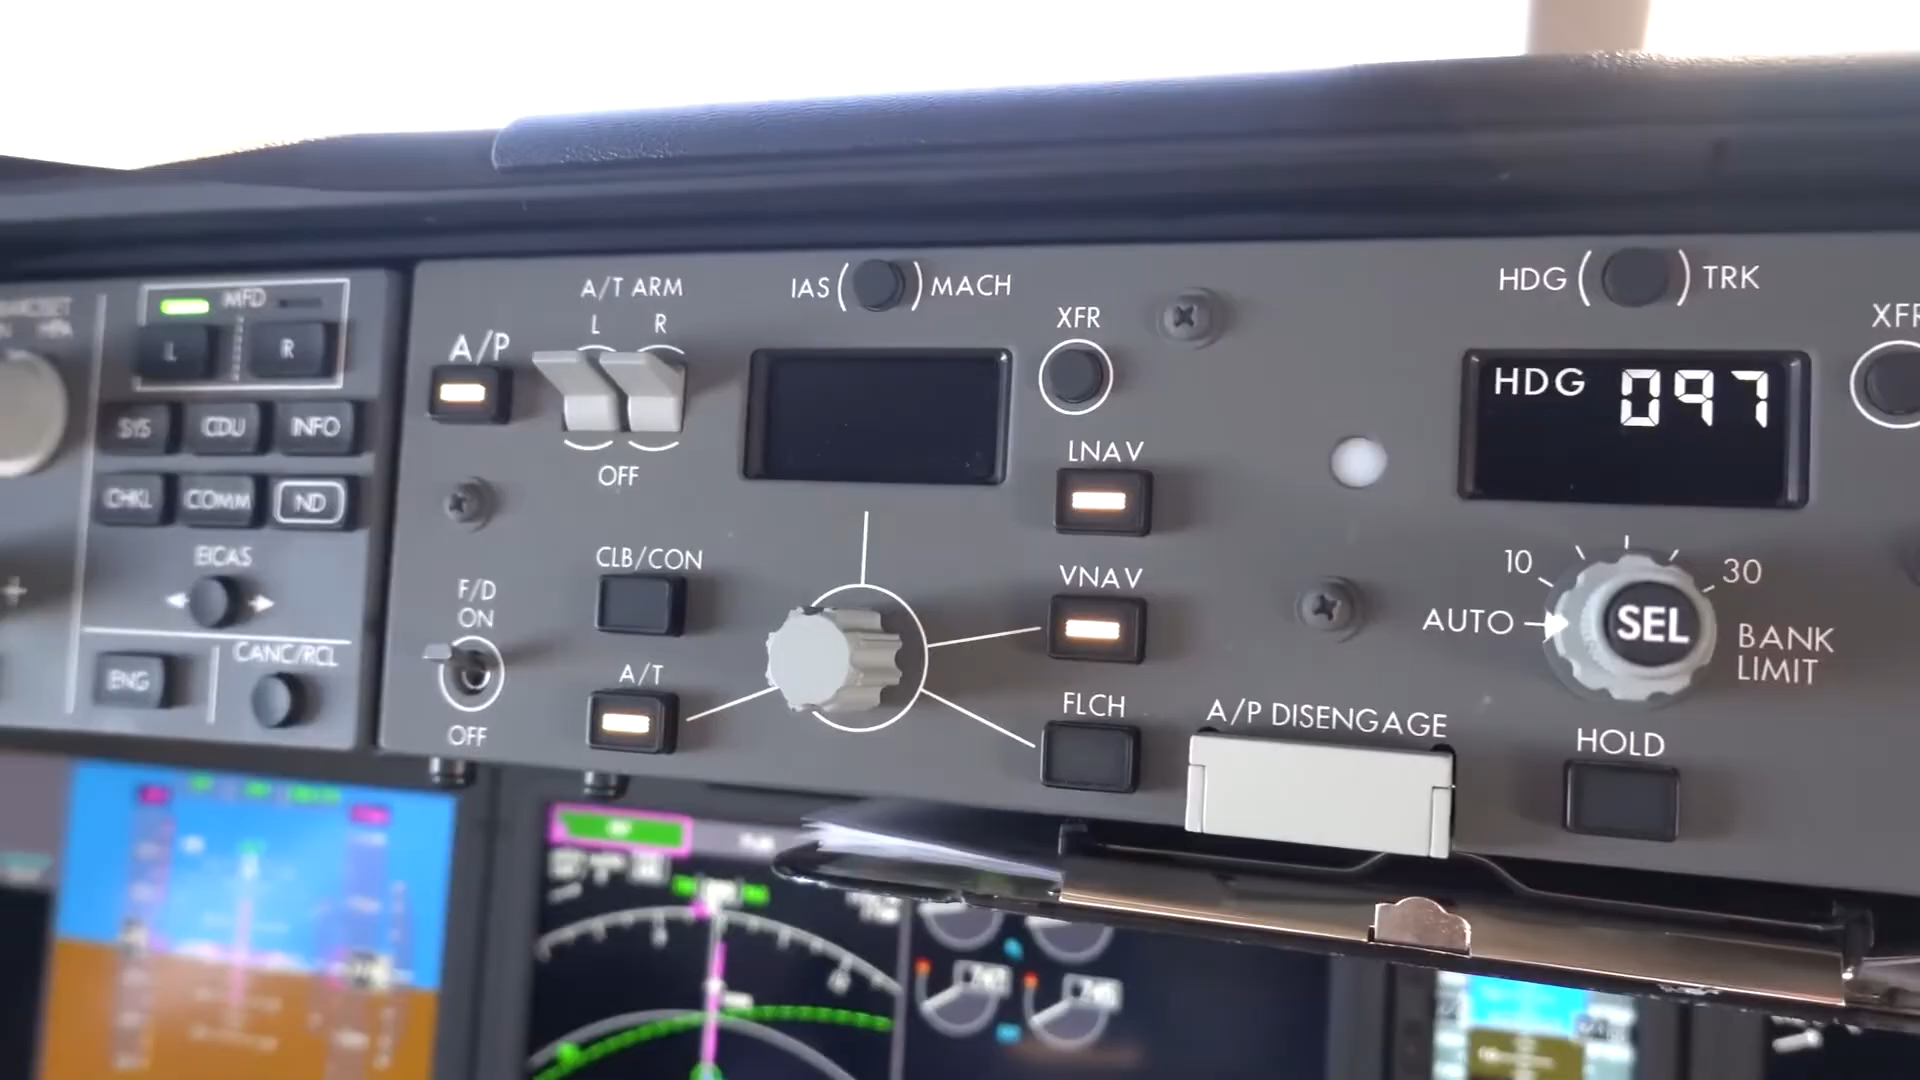 MFD
L
R
SYS
CDU
INFO
CHKL
COMM
ND
EICAS
CANC/RCL
ENG
A/P
A/T ARM
L
R
OFF
IAS
MACH
XFR
LNAV
VNAV
FLCH
CLB/CON
F/D
ON
OFF
A/T
A/P DISENGAGE
HDG
TRK
XFR
HDG 097
10
30
AUTO
SEL
BANK
LIMIT
HOLD